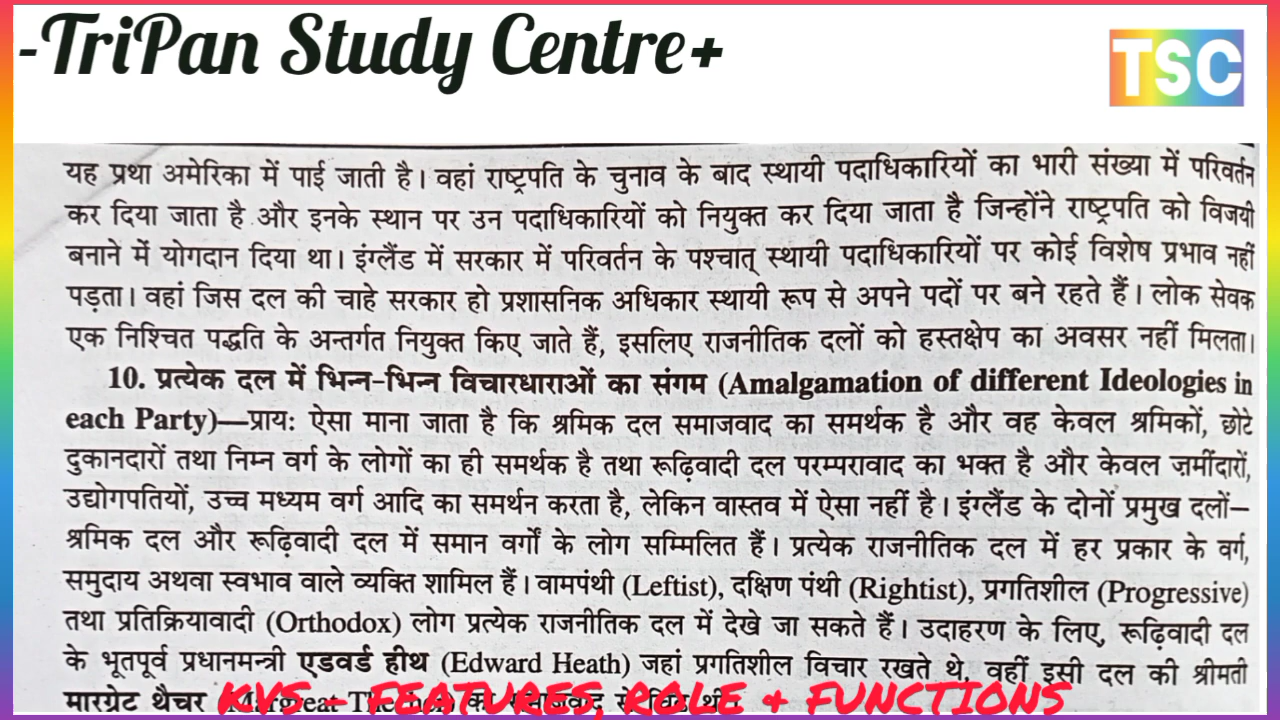 -TriPan Study Centre+
TSC
यह प्रथा अमेरिका में पाई जाती है। वहां राष्ट्रपति के चुनाव के बाद स्थायी पदाधिकारियों का भारी संख्या में परिवर्तन
कर दिया जाता है और इनके स्थान पर उन पदाधिकारियों को नियुक्त कर दिया जाता है जिन्होंने राष्ट्रपति को विजयी
बनाने में योगदान दिया था। इंग्लैंड में सरकार में परिवर्तन के पश्चात् स्थायी पदाधिकारियों पर कोई विशेष प्रभाव नहीं
पड़ता। वहां जिस दल की चाहे सरकार हो प्रशासनिक अधिकार स्थायी रूप से अपने पदों पर बने रहते हैं। लोक सेवक
एक निश्चित पद्धति के अन्तर्गत नियुक्त किए जाते हैं, इसलिए राजनीतिक दलों को हस्तक्षेप का अवसर नहीं मिलता।
10. प्रत्येक दल में भिन्न-भिन्न विचारधाराओं का संगम (Amalgamation of different Ideologies in
each Party)—प्रायः ऐसा माना जाता है कि श्रमिक दल समाजवाद का समर्थक है और वह केवल श्रमिकों, छोटे
दुकानदारों तथा निम्न वर्ग के लोगों का ही समर्थक है तथा रूढ़िवादी दल परम्परावाद का भक्त है और केवल ज़मींदारों,
उद्योगपतियों, उच्च मध्यम वर्ग आदि का समर्थन करता है, लेकिन वास्तव में ऐसा नहीं है। इंग्लैंड के दोनों प्रमुख दलों—
श्रमिक दल और रूढ़िवादी दल में समान वर्गों के लोग सम्मिलित हैं। प्रत्येक राजनीतिक दल में हर प्रकार के वर्ग,
समुदाय अथवा स्वभाव वाले व्यक्ति शामिल हैं। वामपंथी (Leftist), दक्षिण पंथी (Rightist), प्रगतिशील (Progressive)
तथा प्रतिक्रियावादी (Orthodox) लोग प्रत्येक राजनीतिक दल में देखे जा सकते हैं। उदाहरण के लिए, रूढ़िवादी दल
के भूतपूर्व प्रधानमन्त्री एडवर्ड हीथ (Edward Heath) जहां प्रगतिशील विचार रखते थे, वहीं इसी दल की श्रीमती
मारग्रेट थैचर
KVS - FEATURES, ROLE + FUNCTIONS